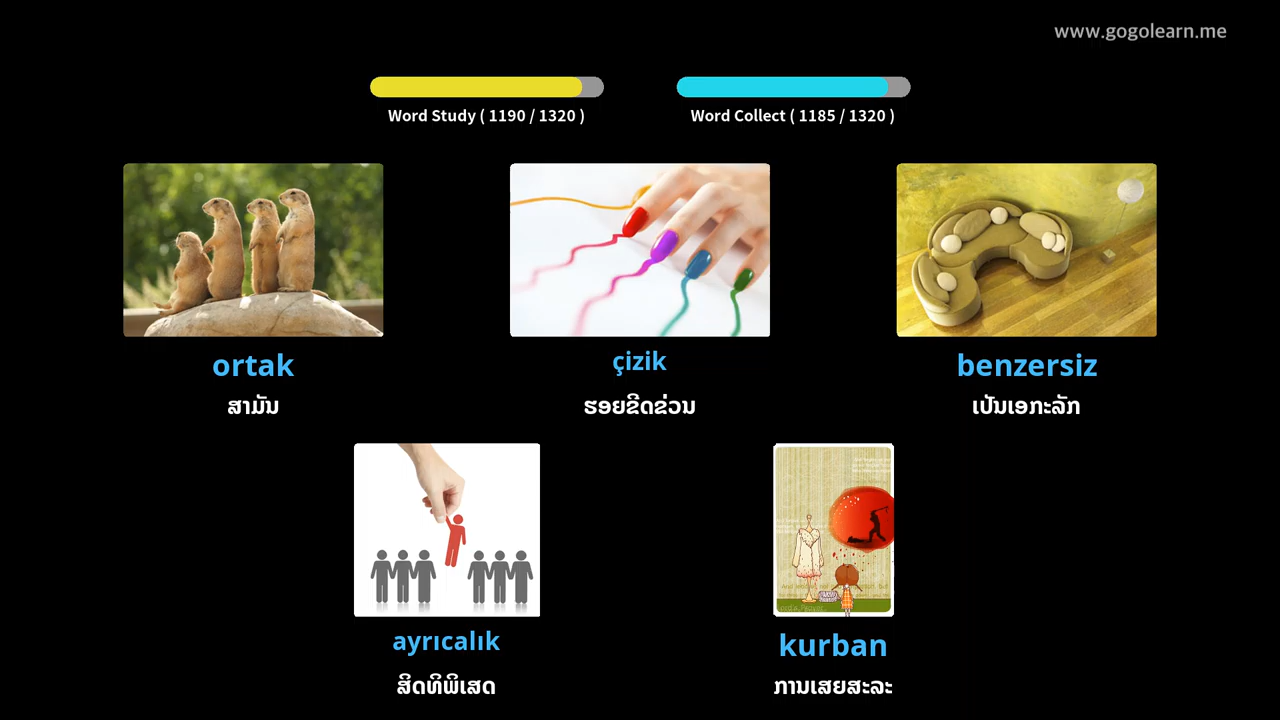 www.gogolearn.me
Word Study ( 1190 / 1320 )
Word Collect ( 1185 / 1320 )
ortak
çizik
benzersiz
ສາມັນ
ຮອຍຂີດຂ່ວນ
ເປັນເອກະລັກ
ayrıcalık
kurban
ສິດທິພິເສດ
ການເສຍສະລະ